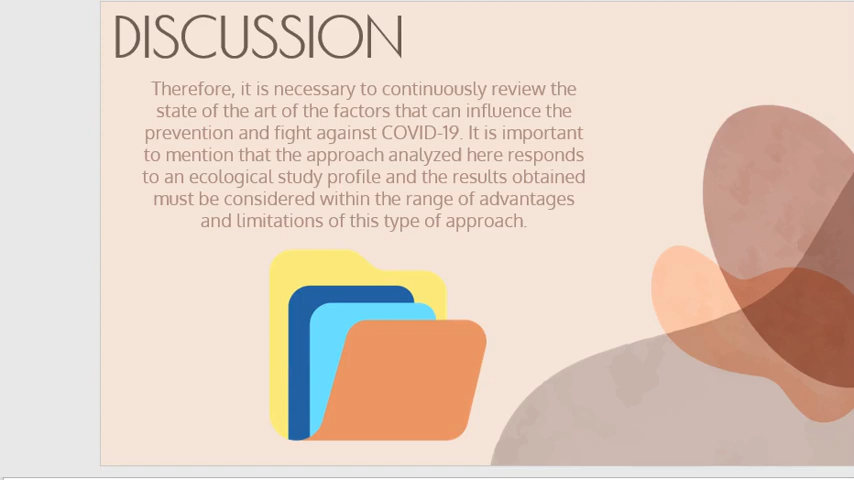 DISCUSSION
Therefore, it is necessary to continuously review the
state of the art of the factors that can influence the
prevention and fight against COVID-19. It is important
to mention that the approach analyzed here responds
to an ecological study profile and the results obtained
must be considered within the range of advantages
and limitations of this type of approach.